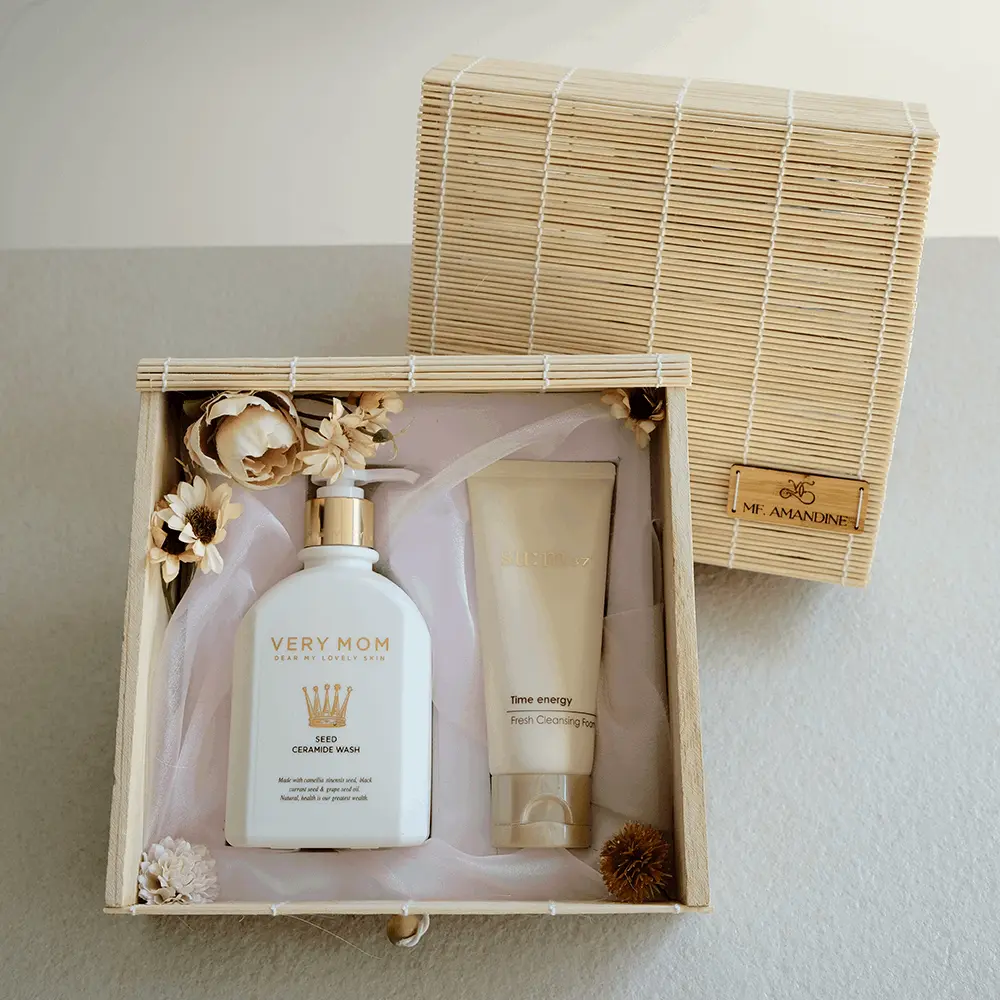 MF. AMANDINE
VERY MOM
DEAR MY LOVELY SKIN
SEED
CERAMIDE WASH
Made with camellia sinensis seed, black
currant seed & grape seed oil.
Natural, health is our greatest wealth.
Time energy
Fresh Cleansing Foam